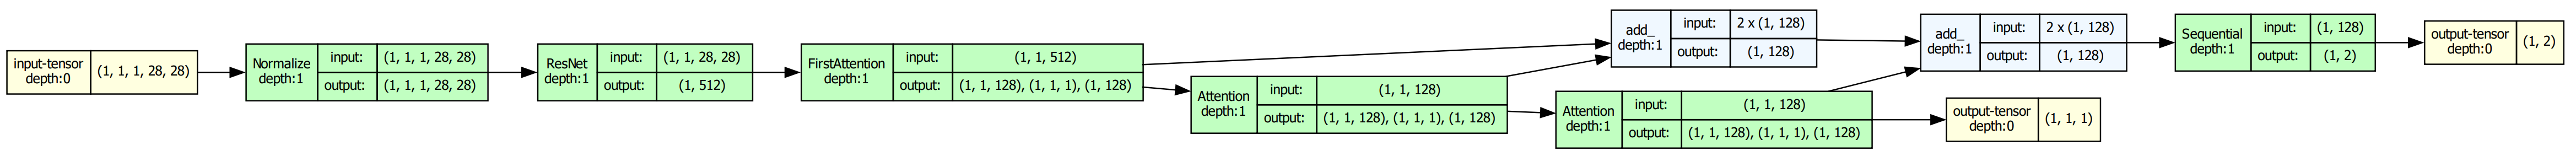 input-tensor
depth:0
(1, 1, 1, 28, 28)
Normalize
depth:1
input:
(1, 1, 1, 28, 28)
output:
(1, 1, 1, 28, 28)
ResNet
depth:1
input:
(1, 1, 28, 28)
output:
(1, 512)
FirstAttention
depth:1
input:
(1, 1, 512)
output:
(1, 1, 128), (1, 1, 1), (1, 128)
Attention
depth:1
input:
(1, 1, 128)
output:
(1, 1, 128), (1, 1, 1), (1, 128)
add_
depth:1
input:
2 x (1, 128)
output:
(1, 128)
Attention
depth:1
input:
(1, 1, 128)
output:
(1, 1, 128), (1, 1, 1), (1, 128)
add_
depth:1
input:
2 x (1, 128)
output:
(1, 128)
output-tensor
depth:0
(1, 1, 1)
Sequential
depth:1
input:
(1, 128)
output:
(1, 2)
output-tensor
depth:0
(1, 2)